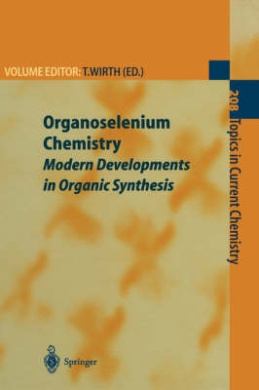 VOLUME EDITOR: T.WIRTH (ED.)
Organoselenium
Chemistry
Modern Developments
in Organic Synthesis
208 Topics in Current Chemistry
Springer